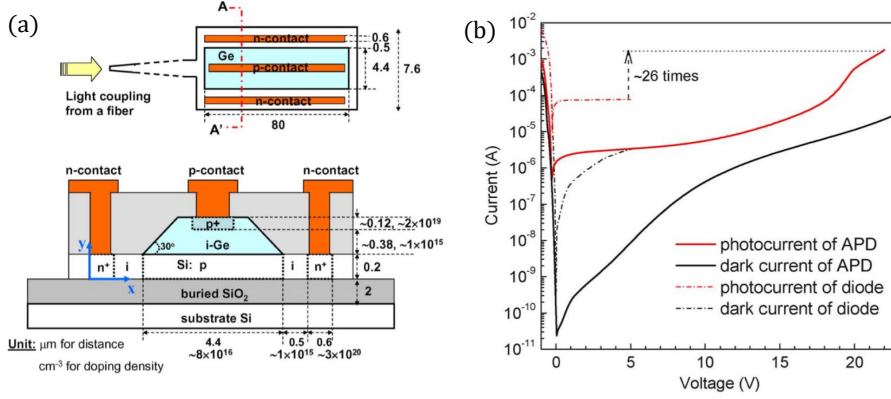 (a)
A
n-contact
Ge
p-contact
n-contact
0.6
0.5
4.4
7.6
Light coupling
from a fiber
A'
80
n-contact
p-contact
n-contact
p+
~0.12, ~2×10¹⁹
i-Ge
30°
~0.38, ~1×10¹⁵
y
n⁺
i
Si: p
i
n⁺
0.2
x
buried SiO₂
2
substrate Si
Unit: μm for distance
cm⁻³ for doping density
4.4
0.5
0.6
~8×10¹⁶
~1×10¹⁵
~3×10²⁰
(b)
10⁻²
10⁻³
10⁻⁴
10⁻⁵
10⁻⁶
10⁻⁷
10⁻⁸
10⁻⁹
10⁻¹⁰
10⁻¹¹
Current (A)
~26 times
photocurrent of APD
dark current of APD
photocurrent of diode
dark current of diode
0
5
10
15
20
Voltage (V)